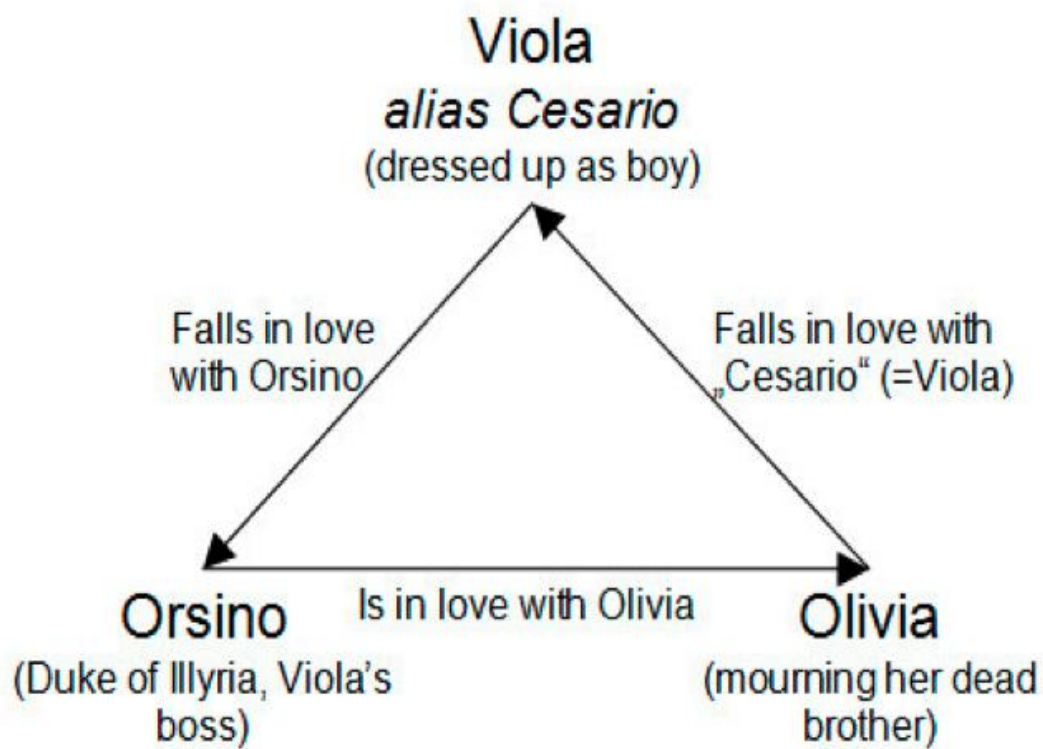 Viola
alias Cesario
(dressed up as boy)
Falls in love
with Orsino
Falls in love with
„Cesario“ (=Viola)
Is in love with Olivia
Orsino
(Duke of Illyria, Viola's
boss)
Olivia
(mourning her dead
brother)